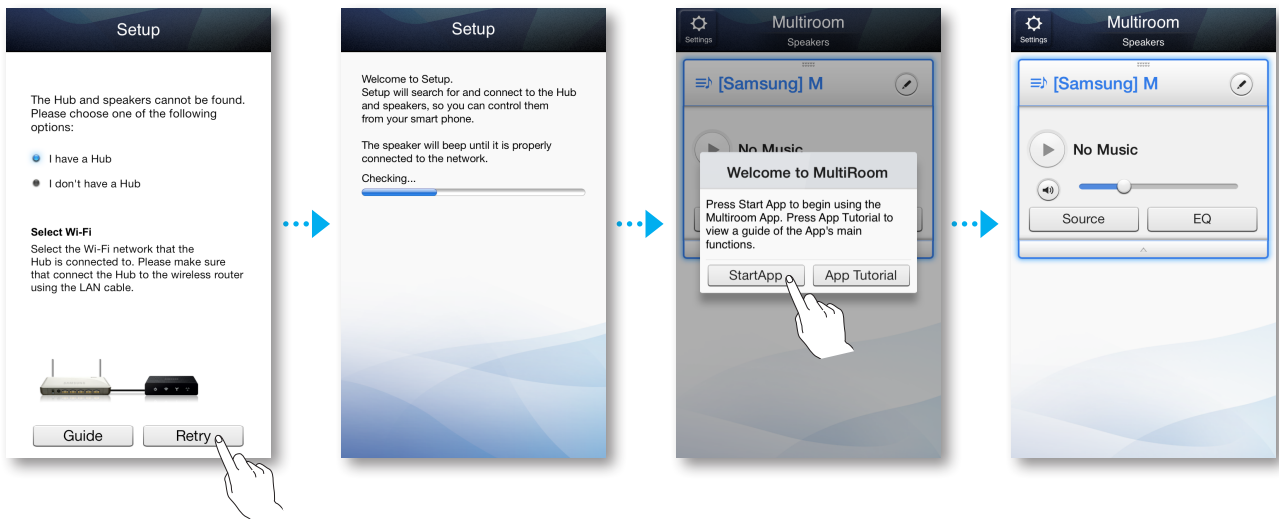 Setup
The Hub and speakers cannot be found.
Please choose one of the following
options:
I have a Hub
I don't have a Hub
Select Wi-Fi
Select the Wi-Fi network that the
Hub is connected to. Please make sure
that connect the Hub to the wireless router
using the LAN cable.
Guide
Retry
Setup
Welcome to Setup.
Setup will search for and connect to the Hub
and speakers, so you can control them
from your smart phone.
The speaker will beep until it is properly
connected to the network.
Checking...
Settings
Multiroom
Speakers
[Samsung] M
No Music
Welcome to MultiRoom
Press Start App to begin using the
Multiroom App. Press App Tutorial to
view a guide of the App's main
functions.
StartApp
App Tutorial
Settings
Multiroom
Speakers
[Samsung] M
No Music
Source
EQ